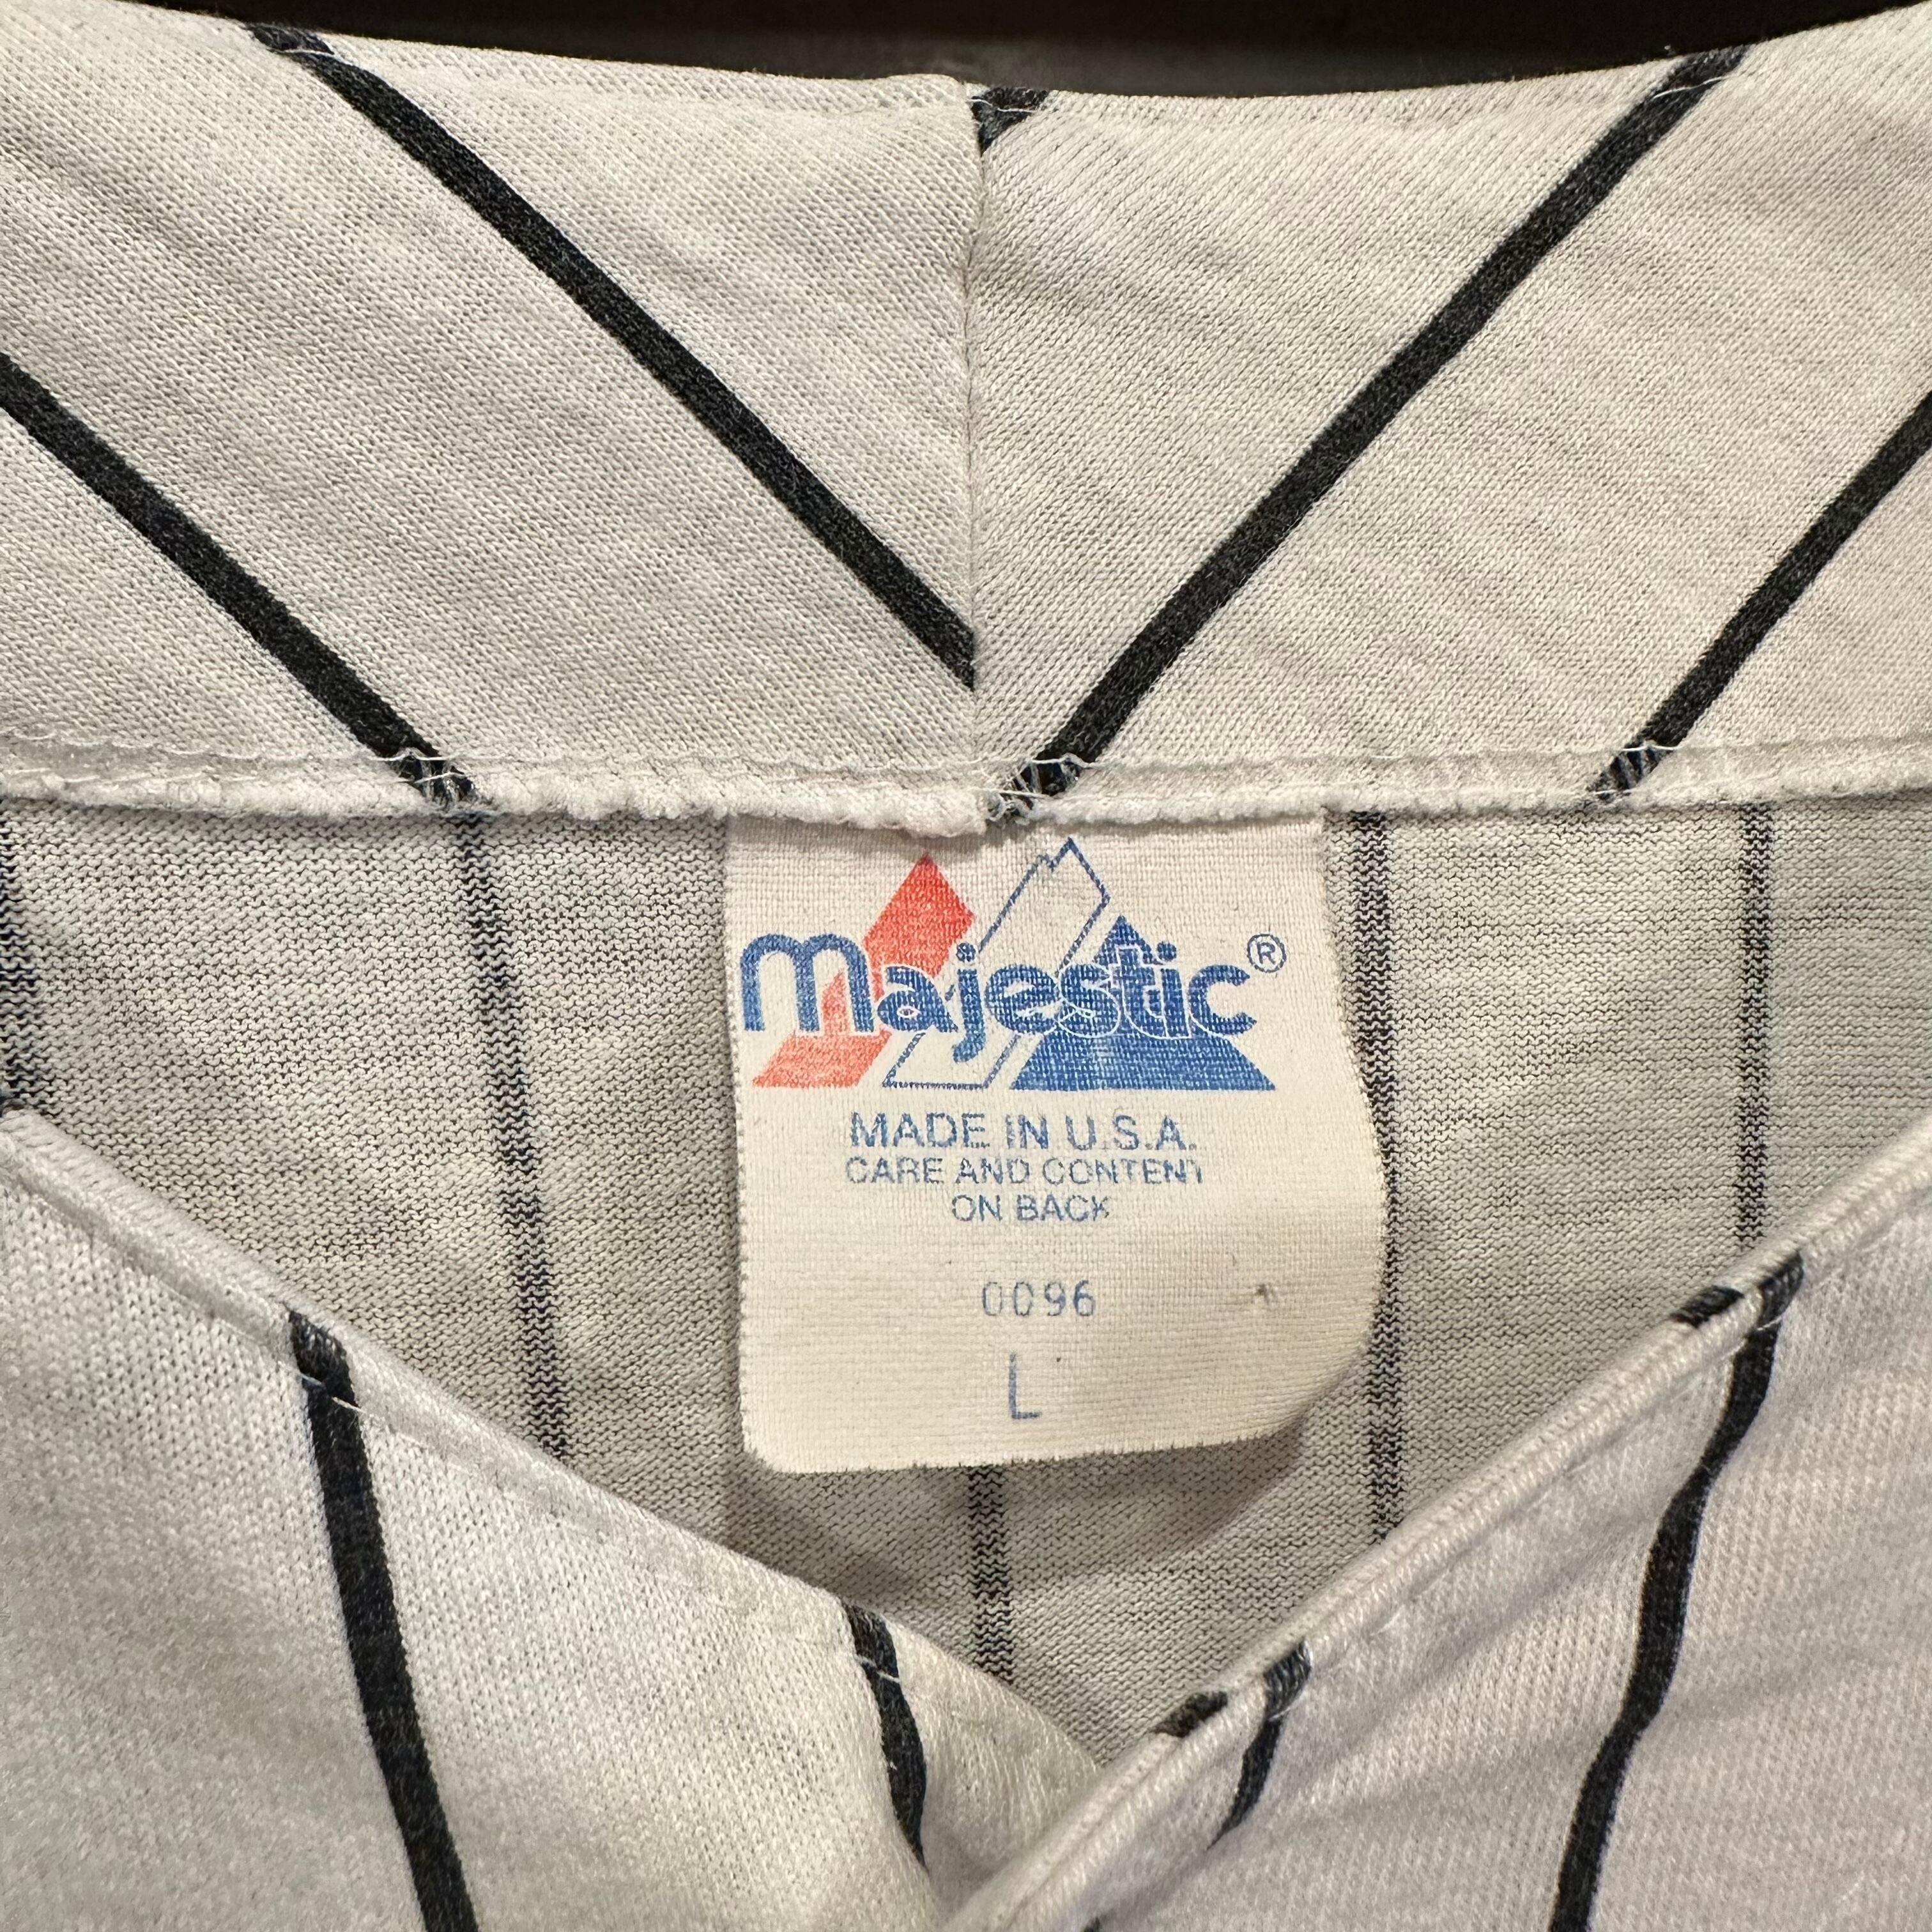 majestic®
MADE IN U.S.A.
CARE AND CONTENT
ON BACK
0096
L